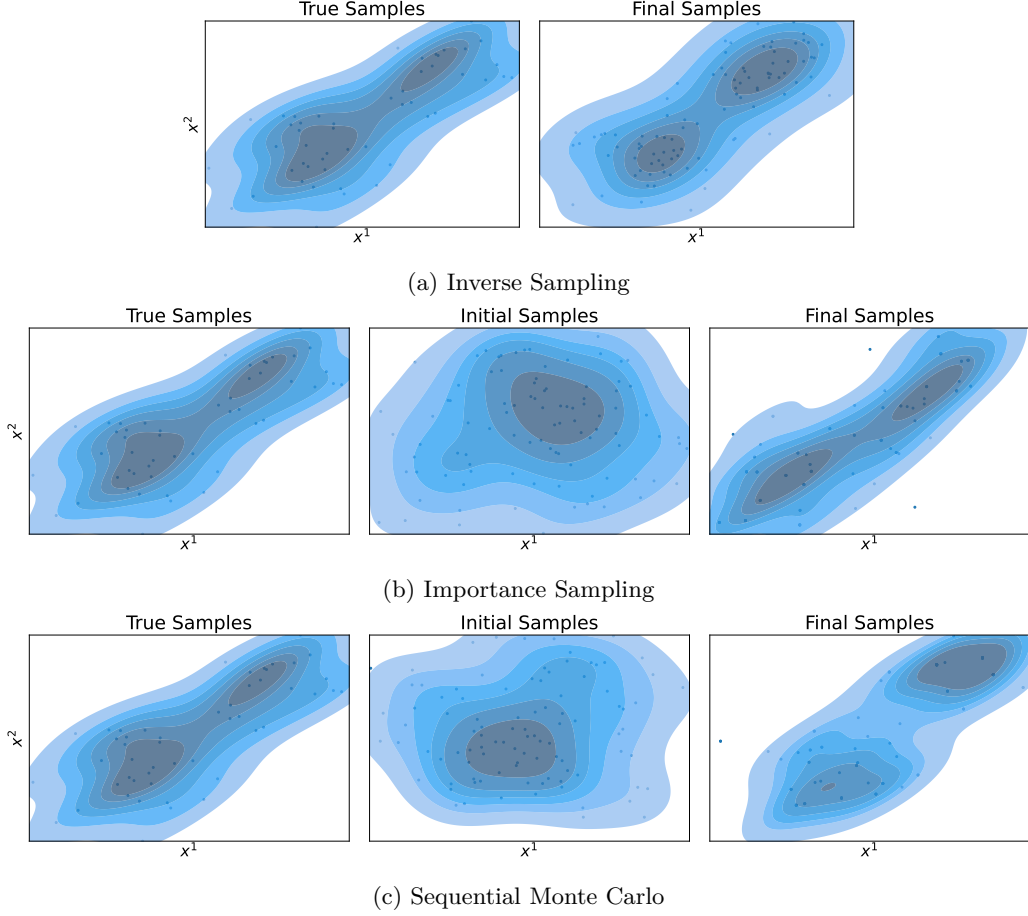 True Samples Final Samples
x²
x¹ x¹
(a) Inverse Sampling
True Samples Initial Samples Final Samples
x²
x¹ x¹ x¹
(b) Importance Sampling
True Samples Initial Samples Final Samples
x²
x¹ x¹ x¹
(c) Sequential Monte Carlo